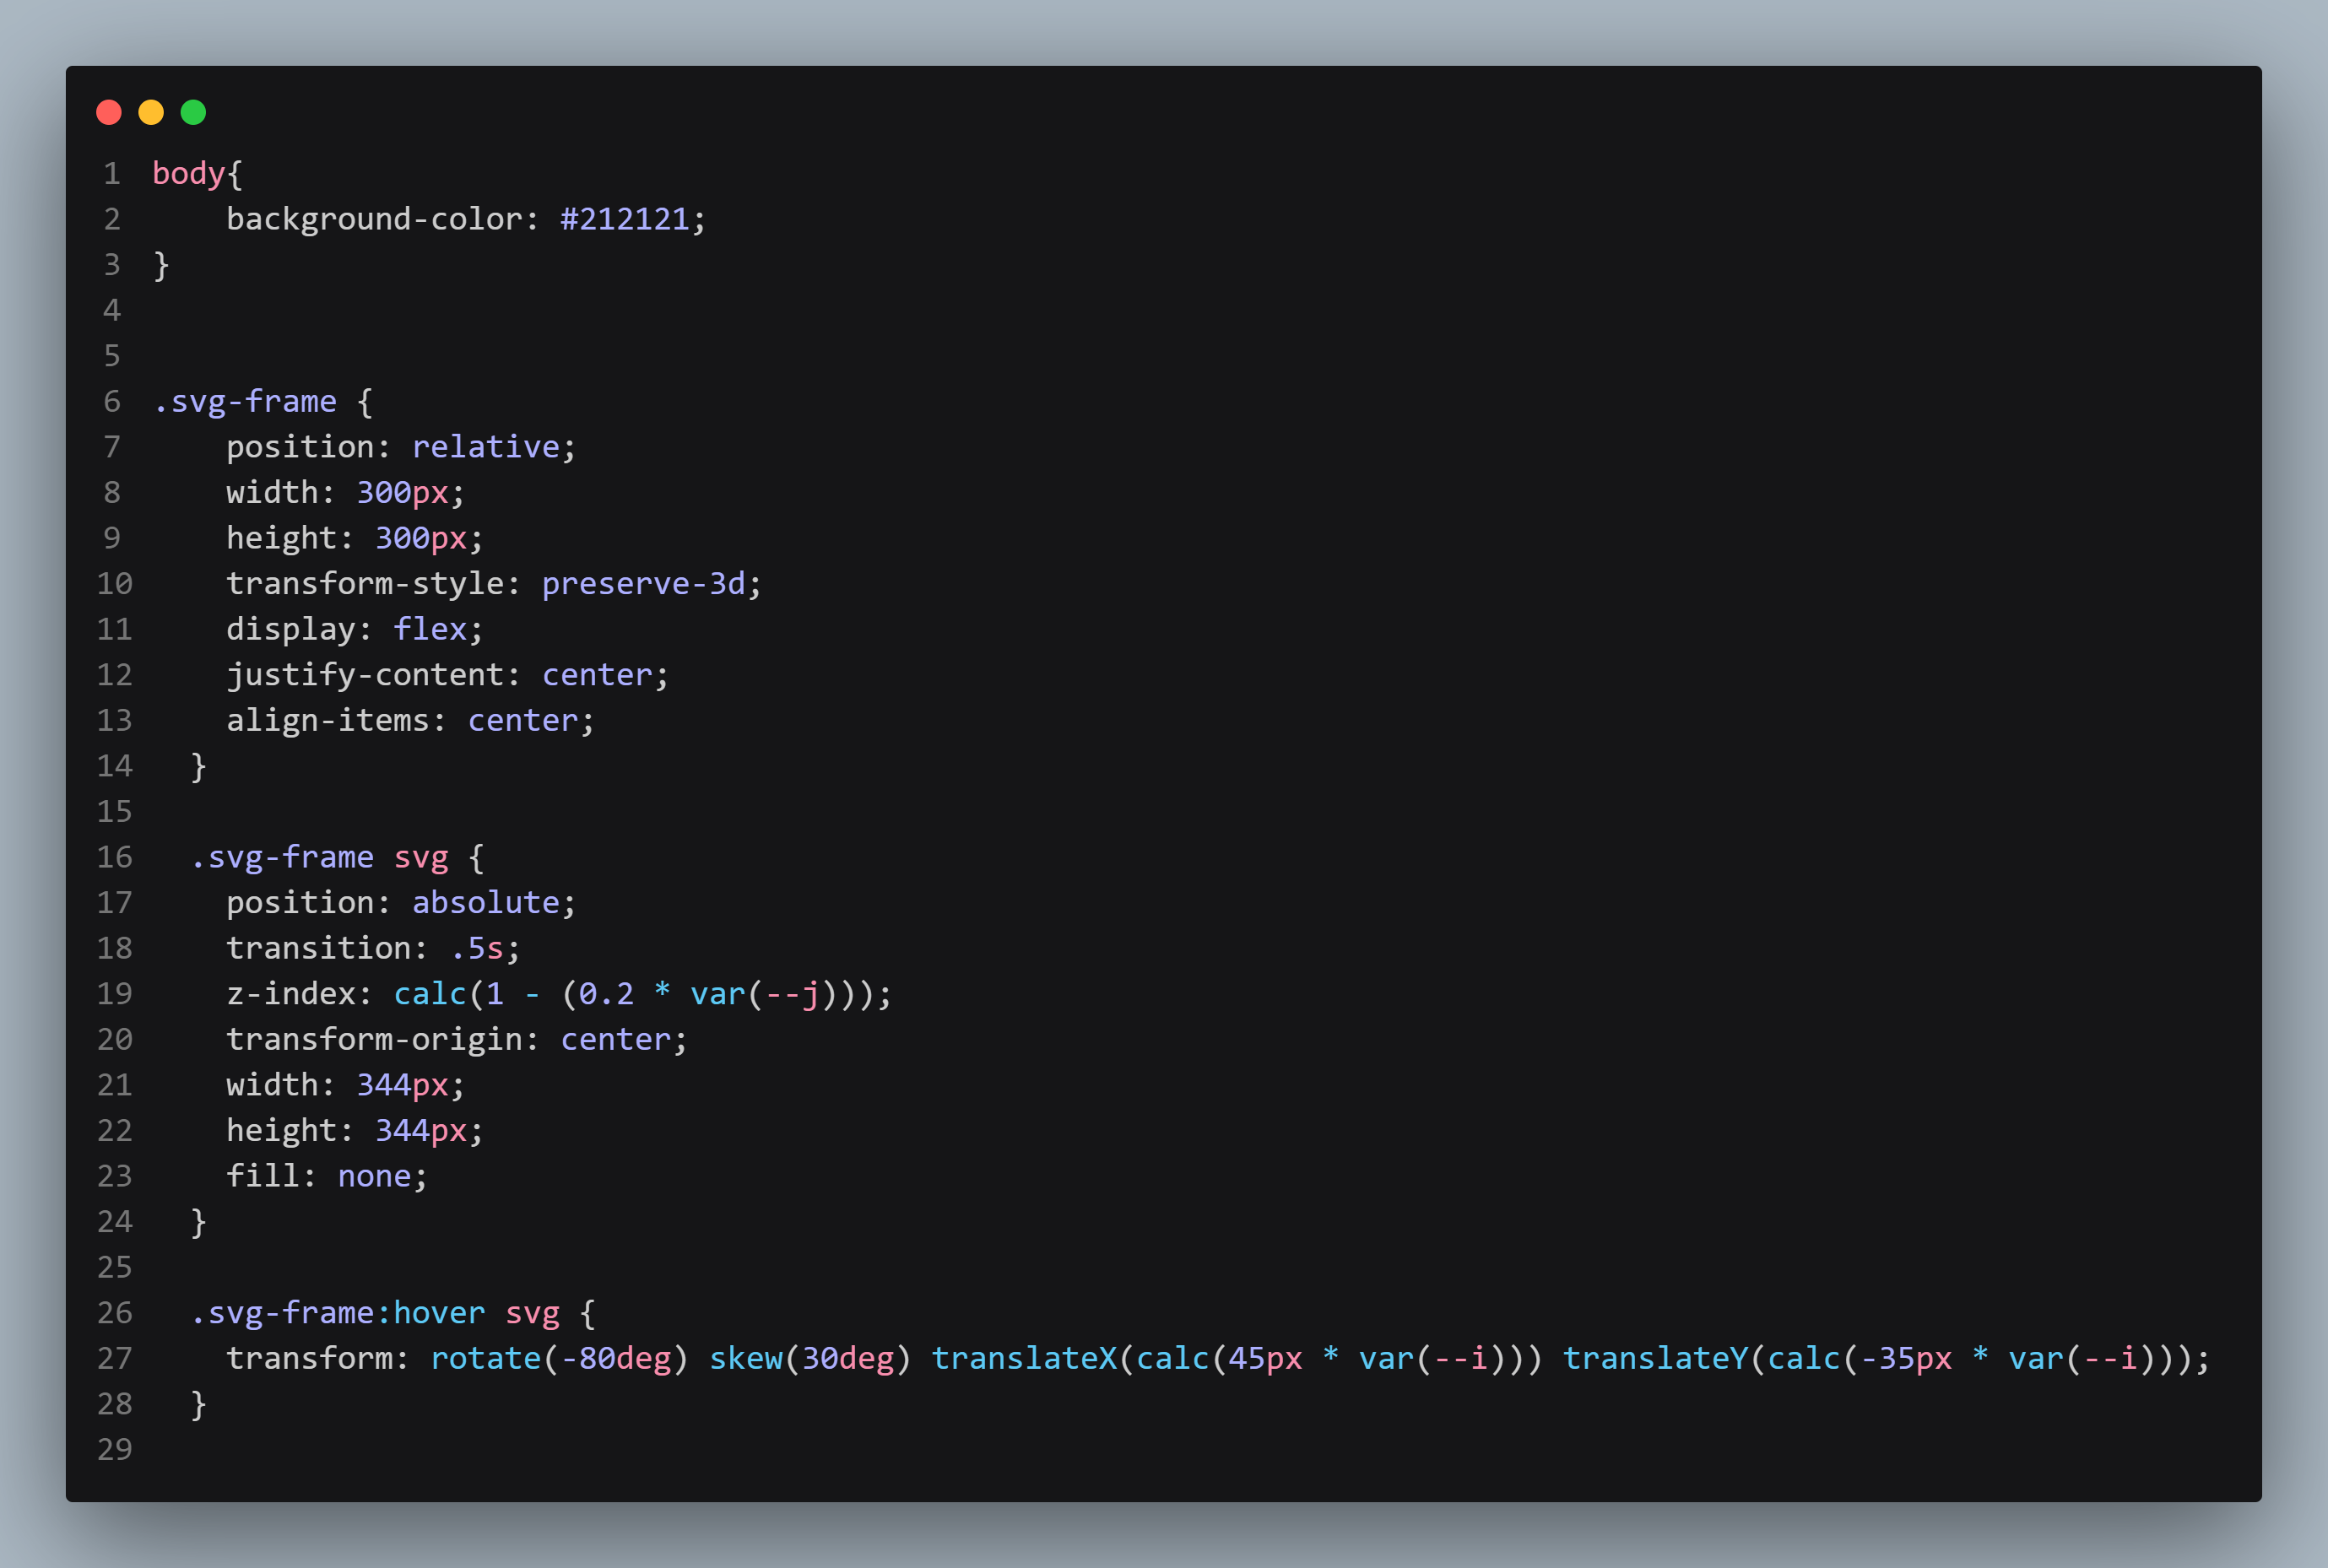 1 body{
2     background-color: #212121;
3 }
4
5
6 .svg-frame {
7     position: relative;
8     width: 300px;
9     height: 300px;
10     transform-style: preserve-3d;
11     display: flex;
12     justify-content: center;
13     align-items: center;
14   }
15
16   .svg-frame svg {
17     position: absolute;
18     transition: .5s;
19     z-index: calc(1 - (0.2 * var(--j)));
20     transform-origin: center;
21     width: 344px;
22     height: 344px;
23     fill: none;
24   }
25
26   .svg-frame:hover svg {
27     transform: rotate(-80deg) skew(30deg) translateX(calc(45px * var(--i))) translateY(calc(-35px * var(--i)));
28   }
29